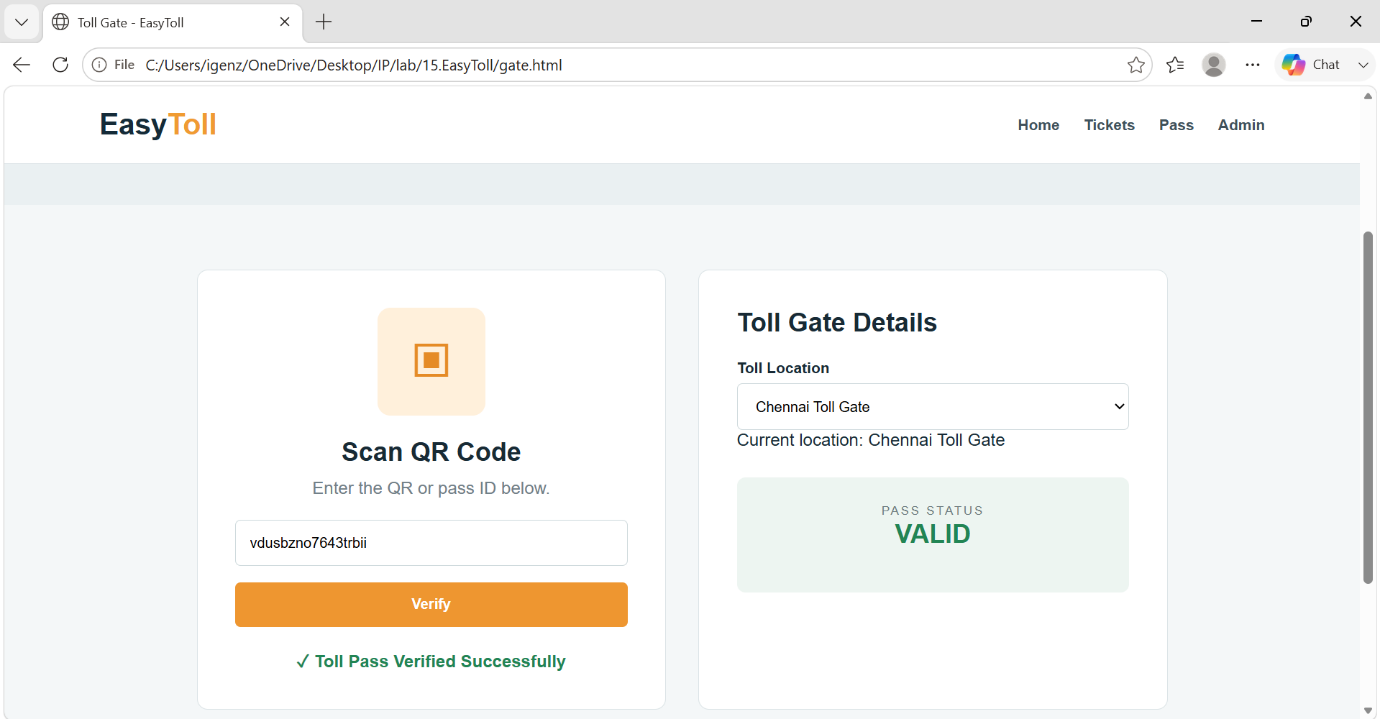 Toll Gate - EasyToll
File C:/Users/igenz/OneDrive/Desktop/IP/lab/15.EasyToll/gate.html
Chat
EasyToll
Home Tickets Pass Admin
Scan QR Code
Enter the QR or pass ID below.
vdusbzno7643trbii
Verify
✓ Toll Pass Verified Successfully
Toll Gate Details
Toll Location
Chennai Toll Gate
Current location: Chennai Toll Gate
PASS STATUS
VALID